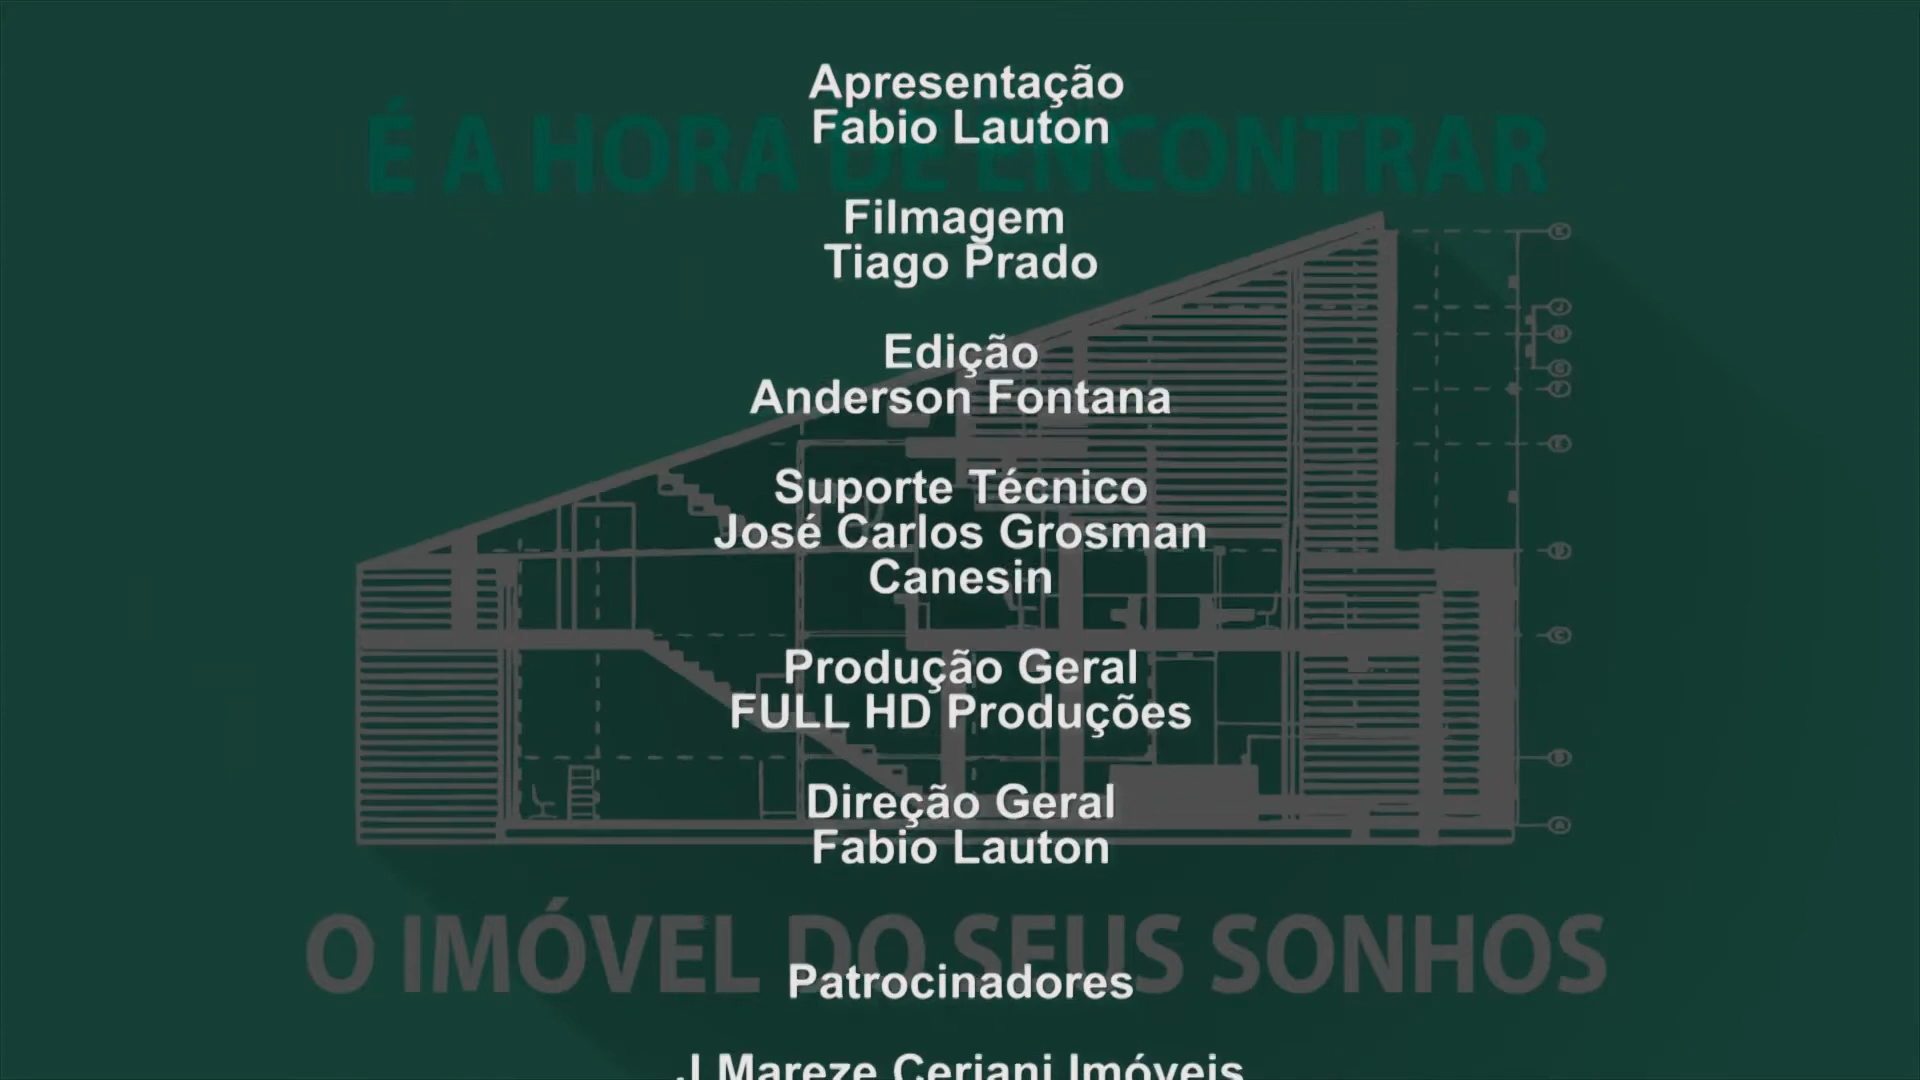 Apresentação
Fabio Lauton
É A HORA DE ENCONTRAR
Filmagem
Tiago Prado
Edição
Anderson Fontana
Suporte Técnico
José Carlos Grosman
Canesin
Produção Geral
FULL HD Produções
Direção Geral
Fabio Lauton
O IMÓVEL DO SEUS SONHOS
Patrocinadores
J Mareze Ceriani Imóveis